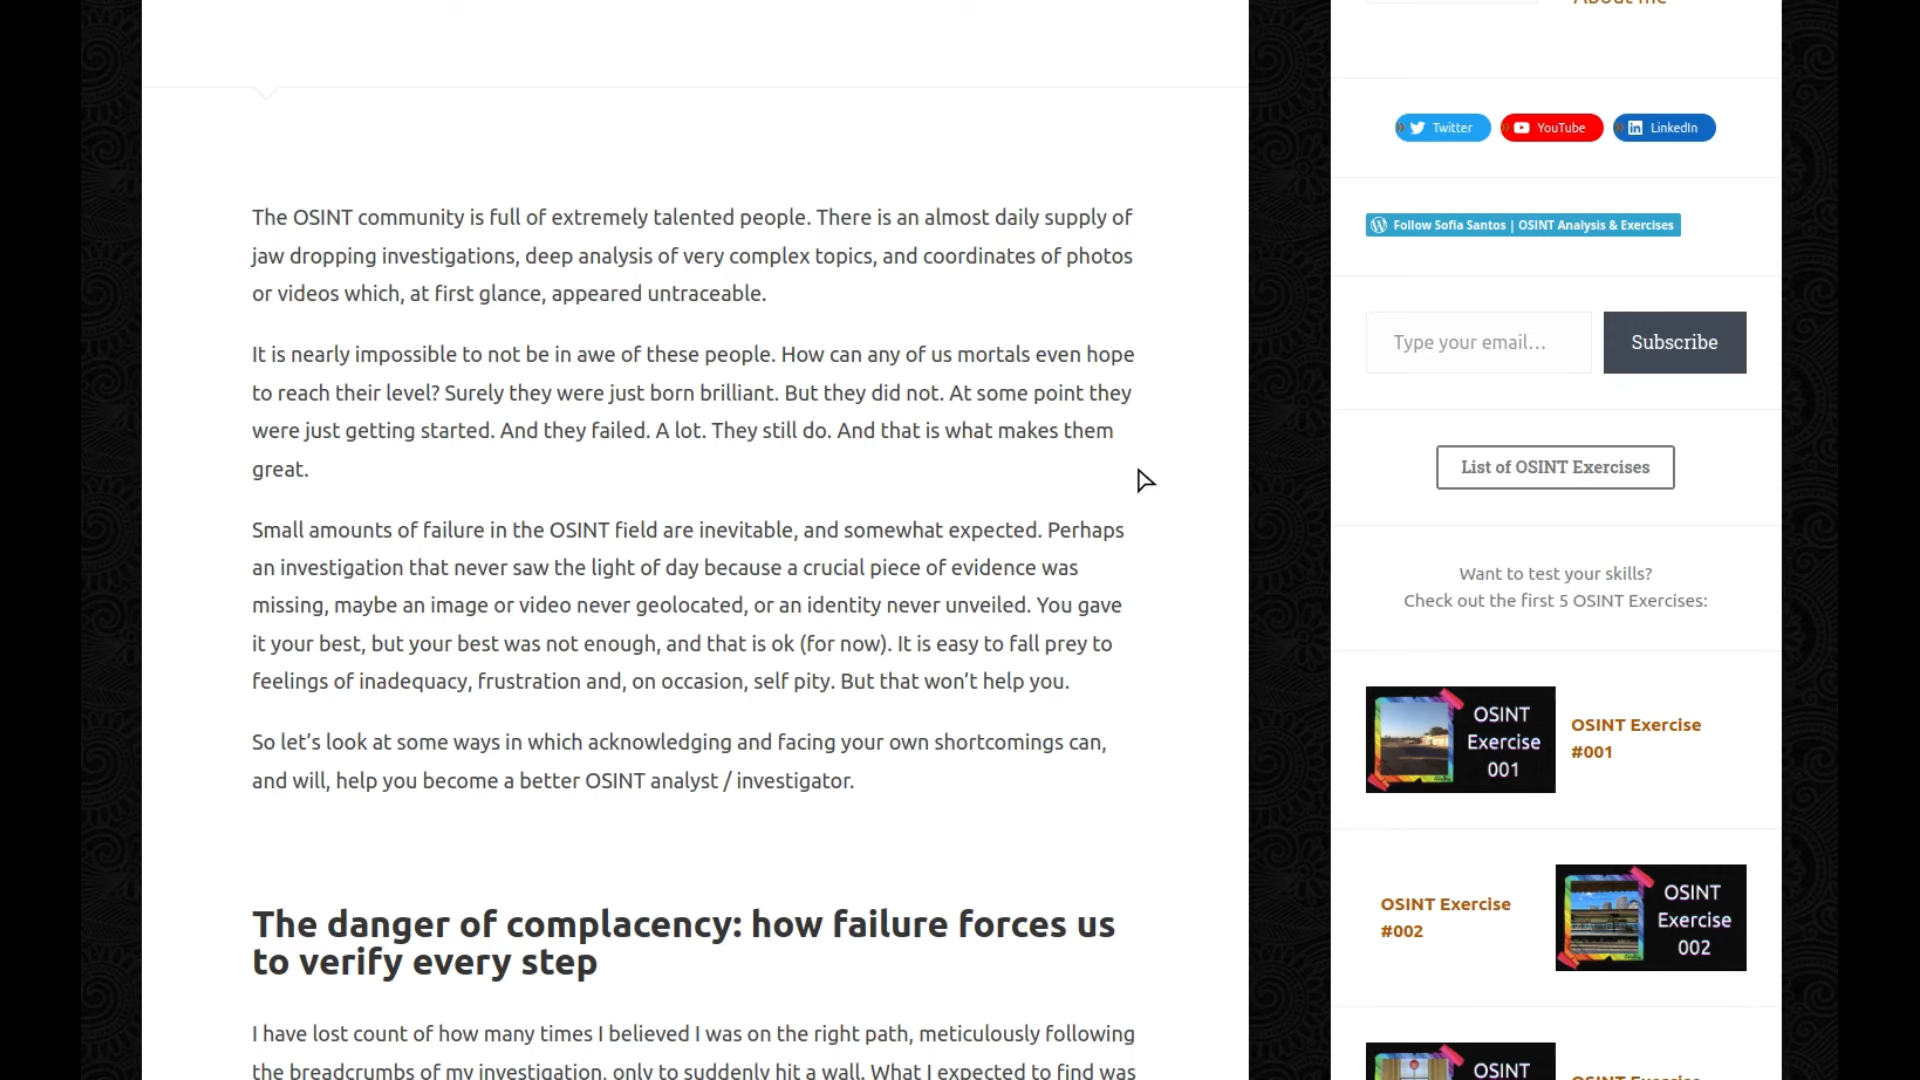 The OSINT community is full of extremely talented people. There is an almost daily supply of
jaw dropping investigations, deep analysis of very complex topics, and coordinates of photos
or videos which, at first glance, appeared untraceable.
It is nearly impossible to not be in awe of these people. How can any of us mortals even hope
to reach their level? Surely they were just born brilliant. But they did not. At some point they
were just getting started. And they failed. A lot. They still do. And that is what makes them
great.
Small amounts of failure in the OSINT field are inevitable, and somewhat expected. Perhaps
an investigation that never saw the light of day because a crucial piece of evidence was
missing, maybe an image or video never geolocated, or an identity never unveiled. You gave
it your best, but your best was not enough, and that is ok (for now). It is easy to fall prey to
feelings of inadequacy, frustration and, on occasion, self pity. But that won’t help you.
So let’s look at some ways in which acknowledging and facing your own shortcomings can,
and will, help you become a better OSINT analyst / investigator.
The danger of complacency: how failure forces us
to verify every step
I have lost count of how many times I believed I was on the right path, meticulously following
the breadcrumbs of my investigation, only to suddenly hit a wall. What I expected to find was
About me
Twitter
YouTube
LinkedIn
Follow Sofia Santos | OSINT Analysis & Exercises
Type your email…
Subscribe
List of OSINT Exercises
Want to test your skills?
Check out the first 5 OSINT Exercises:
OSINT
Exercise
001
OSINT Exercise
#001
OSINT Exercise
#002
OSINT
Exercise
002
OSINT
OSINT Exercise